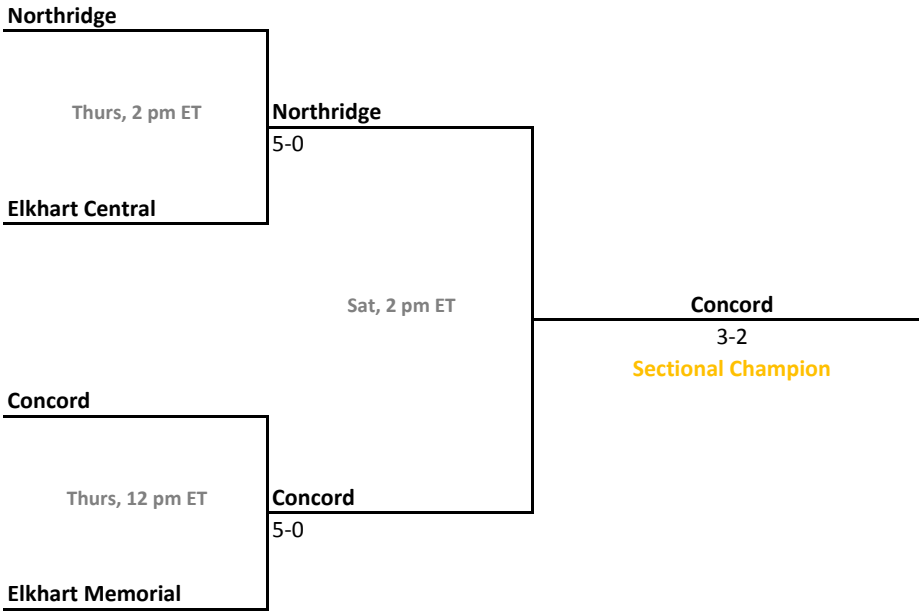 Northridge
Thurs, 2 pm ET
Northridge
5-0
Elkhart Central
Sat, 2 pm ET
Concord
3-2
Sectional Champion
Concord
Thurs, 12 pm ET
Concord
5-0
Elkhart Memorial